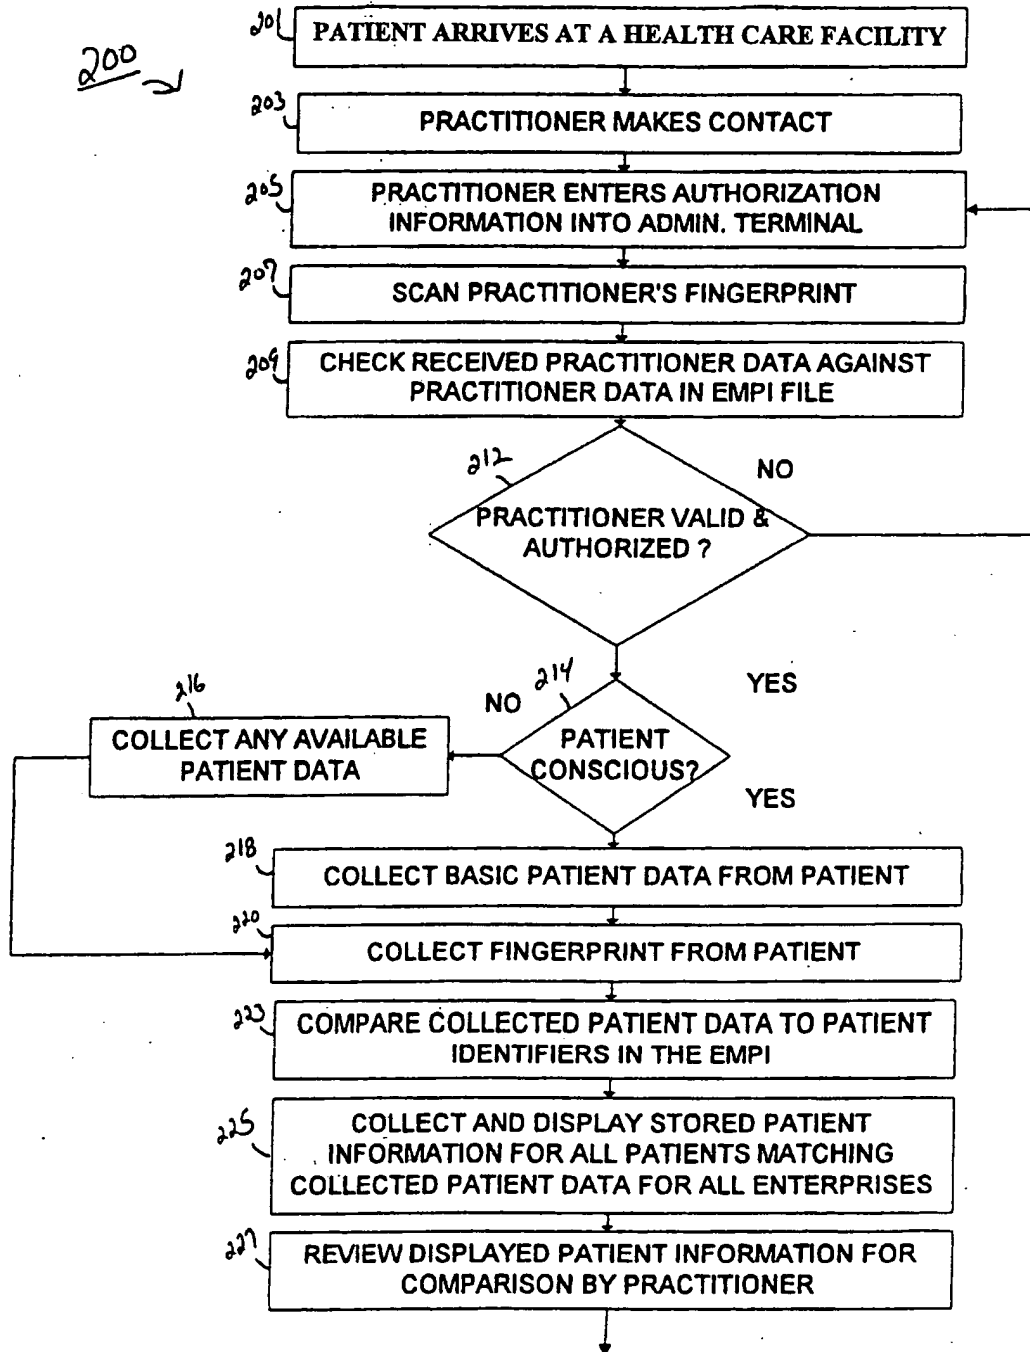 201
PATIENT ARRIVES AT A HEALTH CARE FACILITY
200
203
PRACTITIONER MAKES CONTACT
205
PRACTITIONER ENTERS AUTHORIZATION
INFORMATION INTO ADMIN. TERMINAL
207
SCAN PRACTITIONER'S FINGERPRINT
209
CHECK RECEIVED PRACTITIONER DATA AGAINST
PRACTITIONER DATA IN EMPI FILE
212
NO
PRACTITIONER VALID &
AUTHORIZED ?
YES
214
NO
PATIENT
CONSCIOUS?
216
COLLECT ANY AVAILABLE
PATIENT DATA
YES
218
COLLECT BASIC PATIENT DATA FROM PATIENT
220
COLLECT FINGERPRINT FROM PATIENT
223
COMPARE COLLECTED PATIENT DATA TO PATIENT
IDENTIFIERS IN THE EMPI
225
COLLECT AND DISPLAY STORED PATIENT
INFORMATION FOR ALL PATIENTS MATCHING
COLLECTED PATIENT DATA FOR ALL ENTERPRISES
227
REVIEW DISPLAYED PATIENT INFORMATION FOR
COMPARISON BY PRACTITIONER